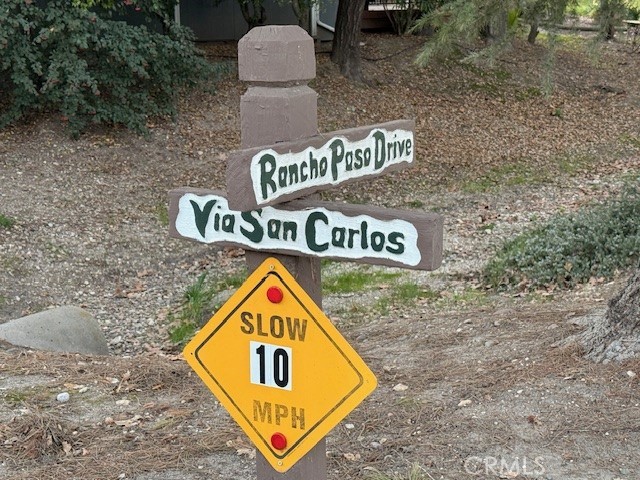 Rancho Paso Drive
Via San Carlos
SLOW
10
MPH
CRMLS